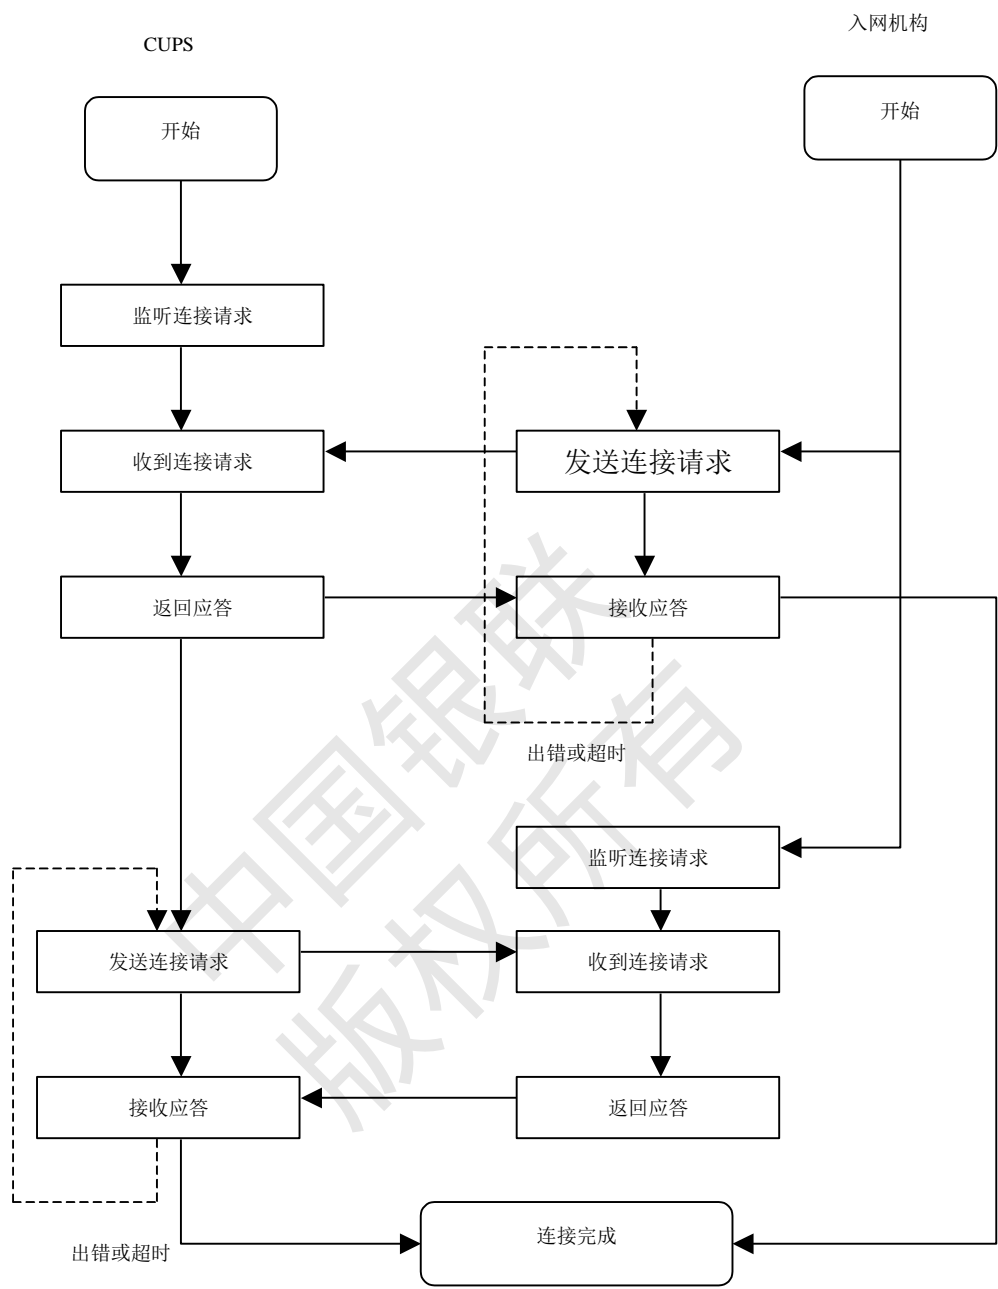 入网机构
CUPS
开始
开始
监听连接请求
收到连接请求
发送连接请求
返回应答
接收应答
出错或超时
监听连接请求
发送连接请求
收到连接请求
接收应答
返回应答
连接完成
出错或超时
中国银联
版权所有